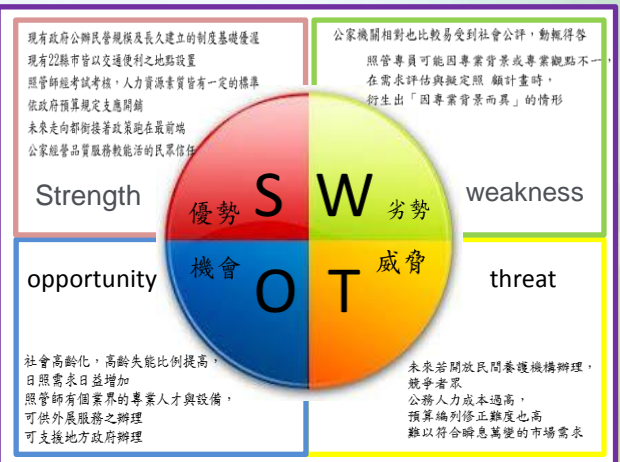 現有政府公辦民營規模及長久建立的制度基礎優渥
現有22縣市皆以交通便利之地點設置
照管師經考試考核，人力資源素質皆有一定的標準
依政府預算規定支應開銷
未來走向都銜接著政策跑在最前端
公家經營品質服務較能活的民眾信任
Strength
公家機關相對也比較易受到社會公評，動輒得咎
照管專員可能因專業背景或專業觀點不一，
在需求評估與擬定照 顧計畫時，
衍生出「因專業背景而異」的情形
weakness
優勢 S
W 劣勢
機會 O
T 威脅
opportunity
社會高齡化，高齡失能比例提高，
日照需求日益增加
照管師有個業界的專業人才與設備，
可供外展服務之辦理
可支援地方政府辦理
threat
未來若開放民間養護機構辦理，
競爭者眾
公務人力成本過高，
預算編列修正難度也高
難以符合瞬息萬變的市場需求